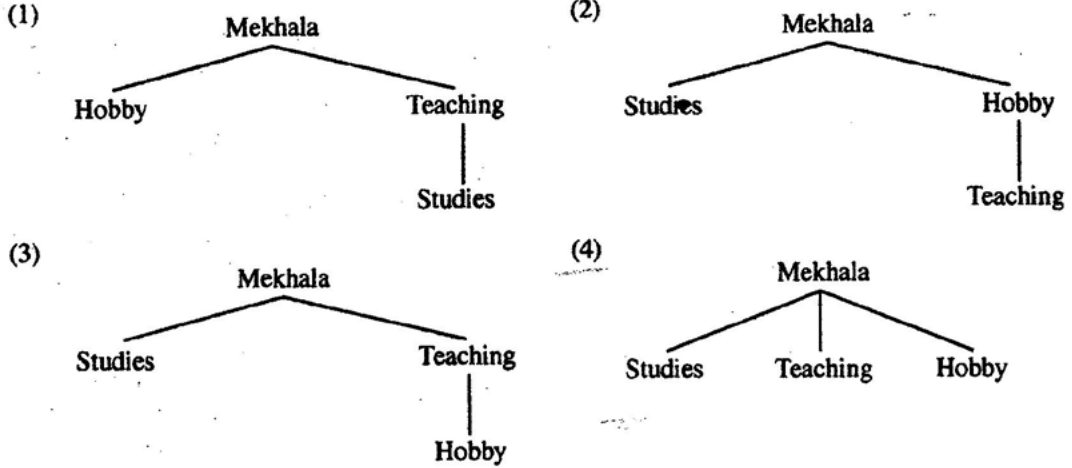 (1)
Mekhala
Hobby Teaching
Studies
(2)
Mekhala
Studies Hobby
Teaching
(3)
Mekhala
Studies Teaching
Hobby
(4)
Mekhala
Studies Teaching Hobby